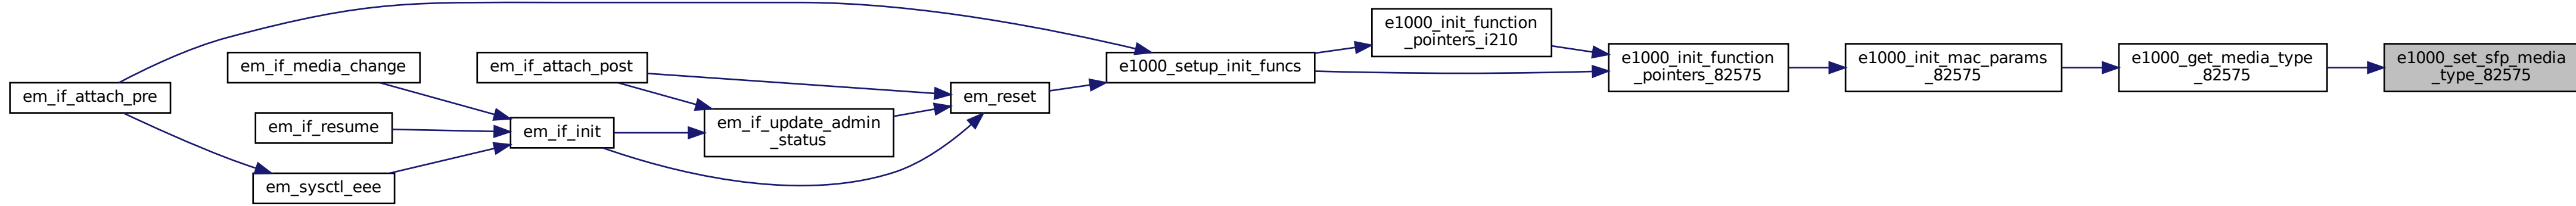 em_if_attach_pre
em_if_media_change
em_if_resume
em_sysctl_eee
em_if_attach_post
em_if_init
em_if_update_admin
_status
em_reset
e1000_setup_init_funcs
e1000_init_function
_pointers_i210
e1000_init_function
_pointers_82575
e1000_init_mac_params
_82575
e1000_get_media_type
_82575
e1000_set_sfp_media
_type_82575